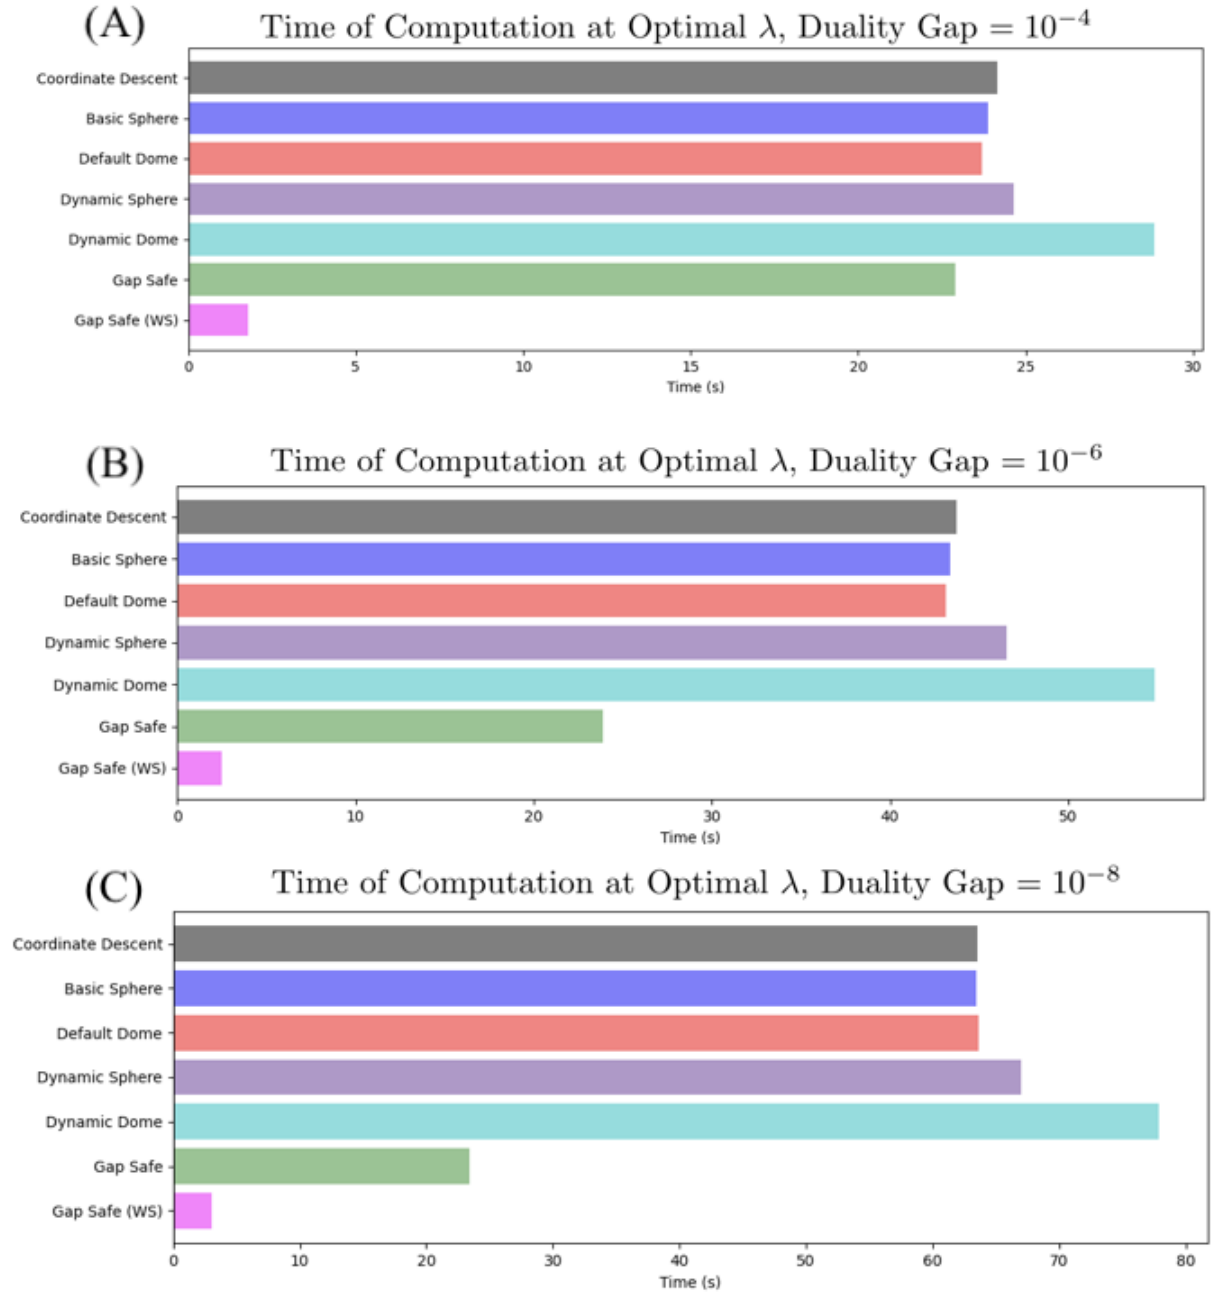 (A) Time of Computation at Optimal λ, Duality Gap = 10⁻⁴
Coordinate Descent
Basic Sphere
Default Dome
Dynamic Sphere
Dynamic Dome
Gap Safe
Gap Safe (WS)
0 5 10 15 20 25 30
Time (s)
(B) Time of Computation at Optimal λ, Duality Gap = 10⁻⁶
Coordinate Descent
Basic Sphere
Default Dome
Dynamic Sphere
Dynamic Dome
Gap Safe
Gap Safe (WS)
0 10 20 30 40 50
Time (s)
(C) Time of Computation at Optimal λ, Duality Gap = 10⁻⁸
Coordinate Descent
Basic Sphere
Default Dome
Dynamic Sphere
Dynamic Dome
Gap Safe
Gap Safe (WS)
0 10 20 30 40 50 60 70 80
Time (s)